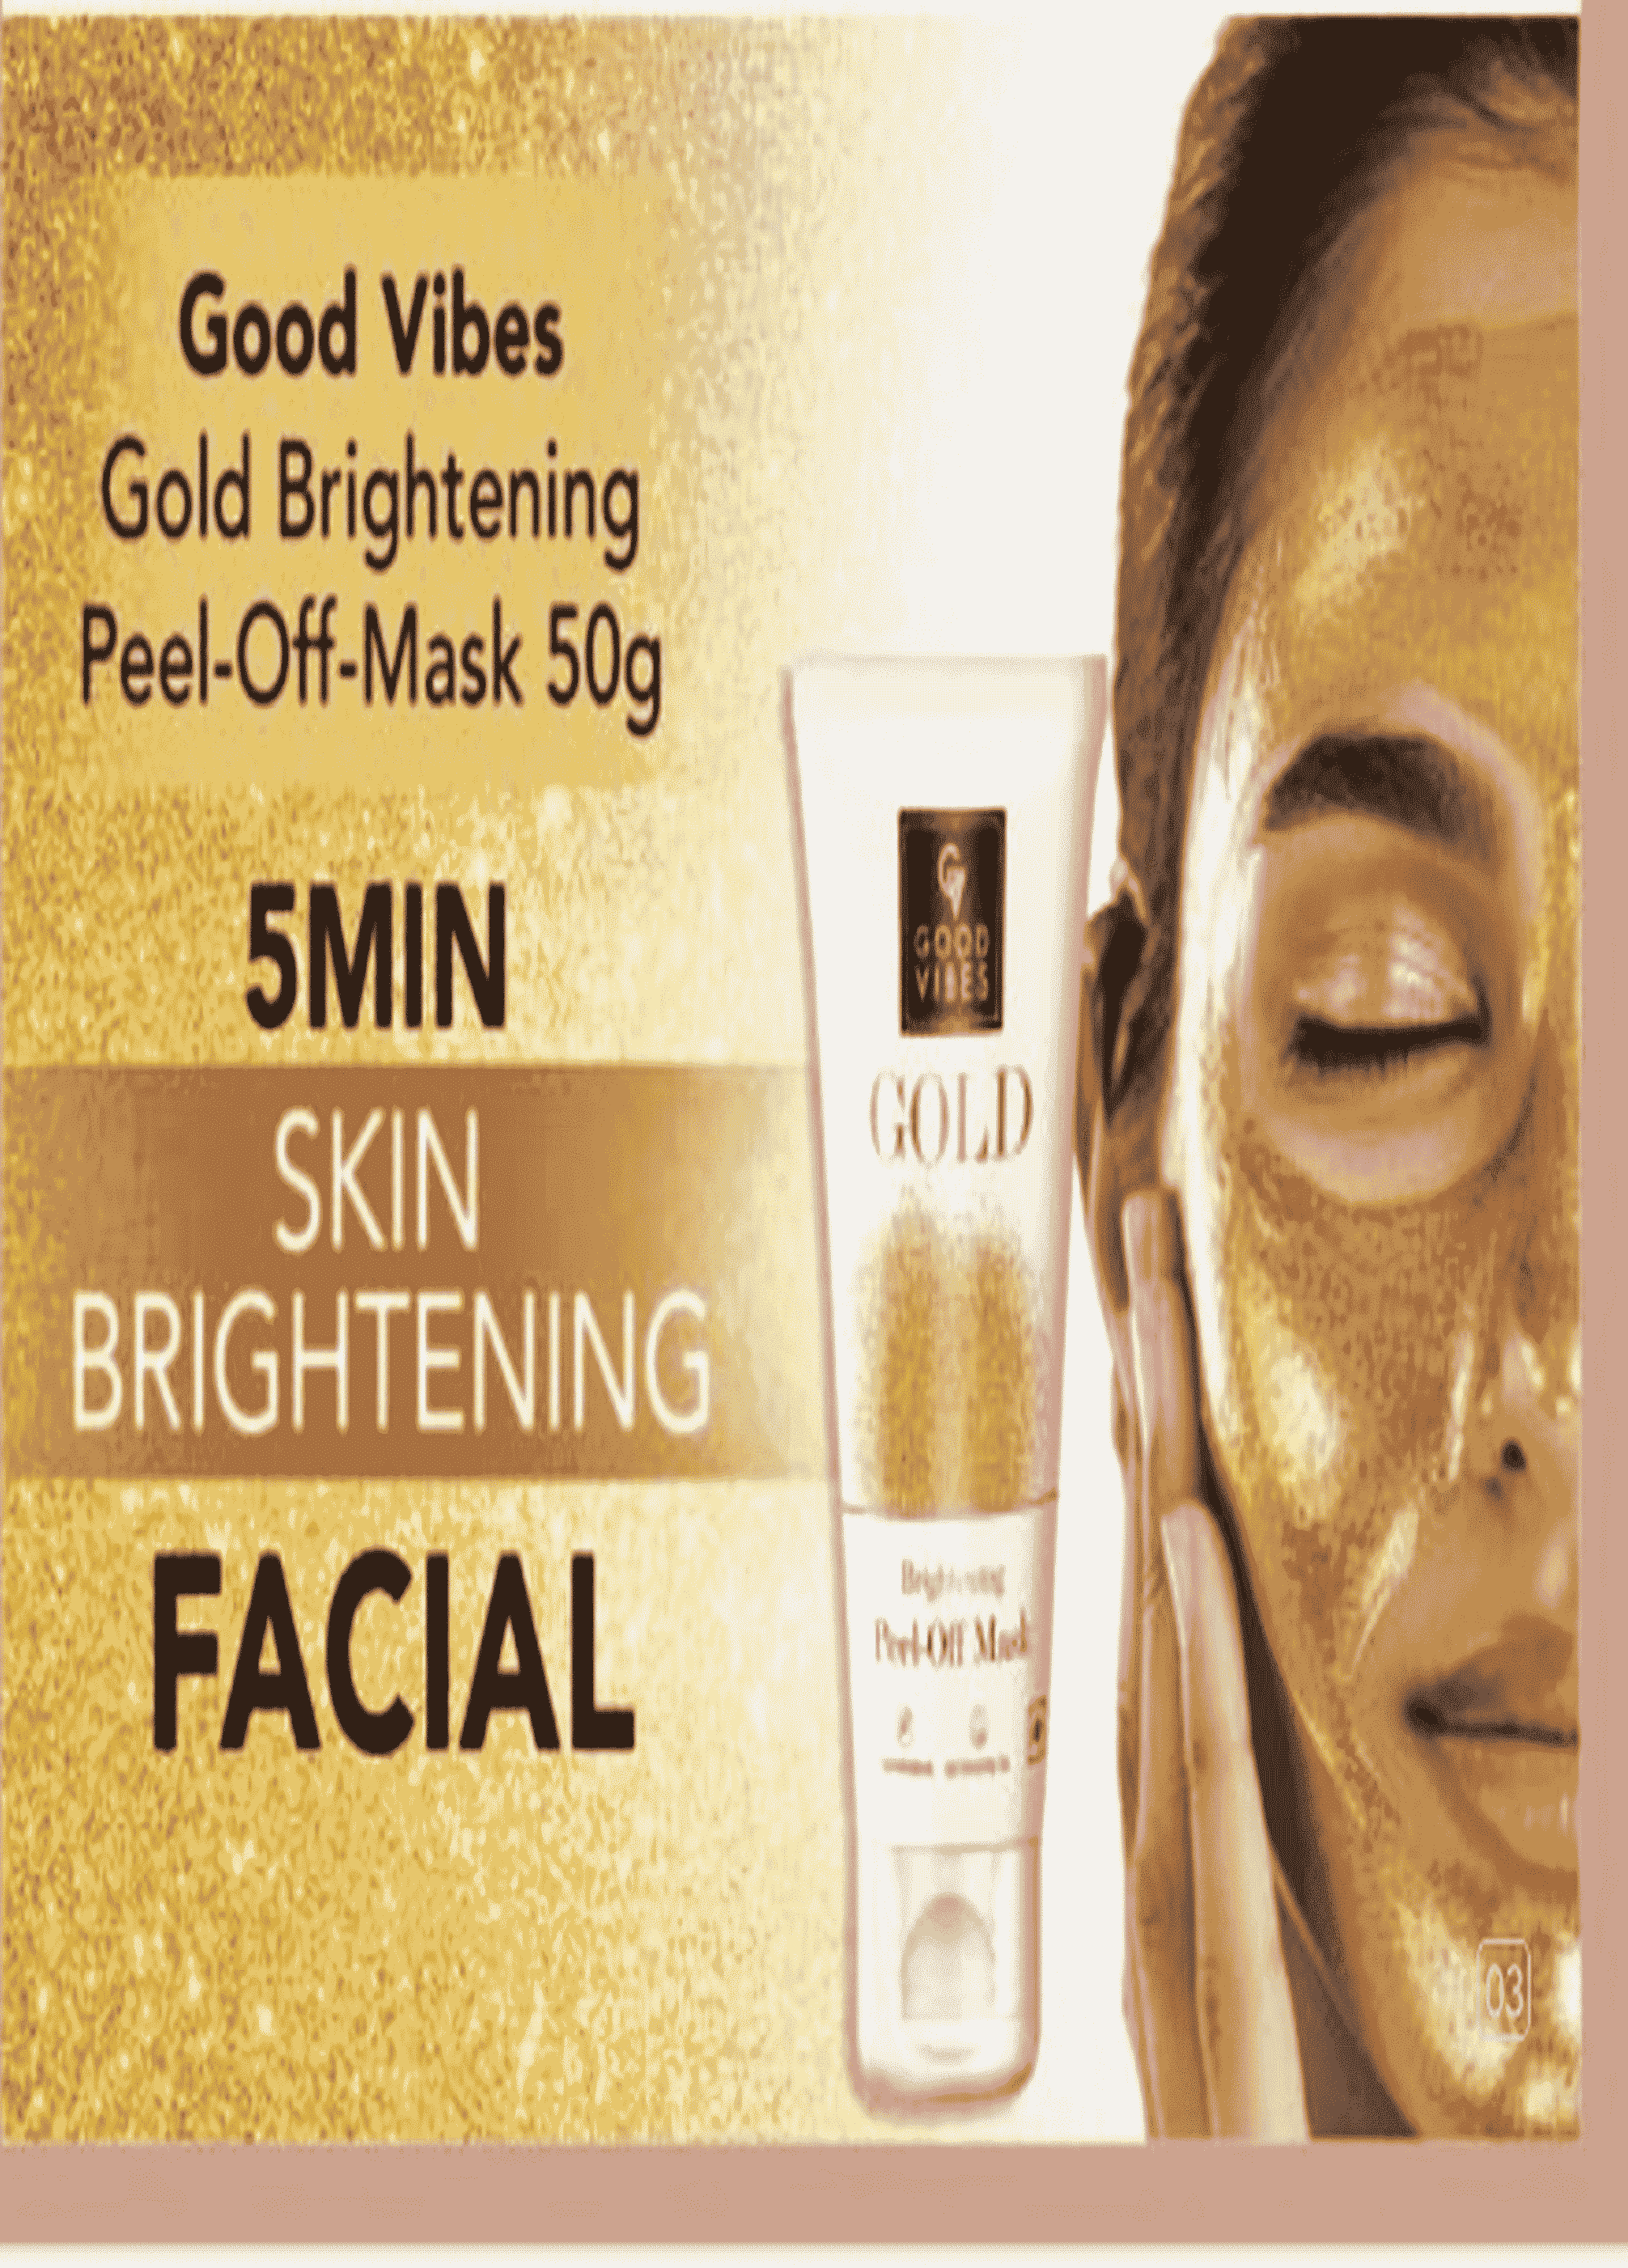 Good Vibes
Gold Brightening
Peel-Off-Mask 50g
5MIN
SKIN
BRIGHTENING
FACIAL
GOOD
VIBES
GOLD
Brightening
Peel-Off Mask
03